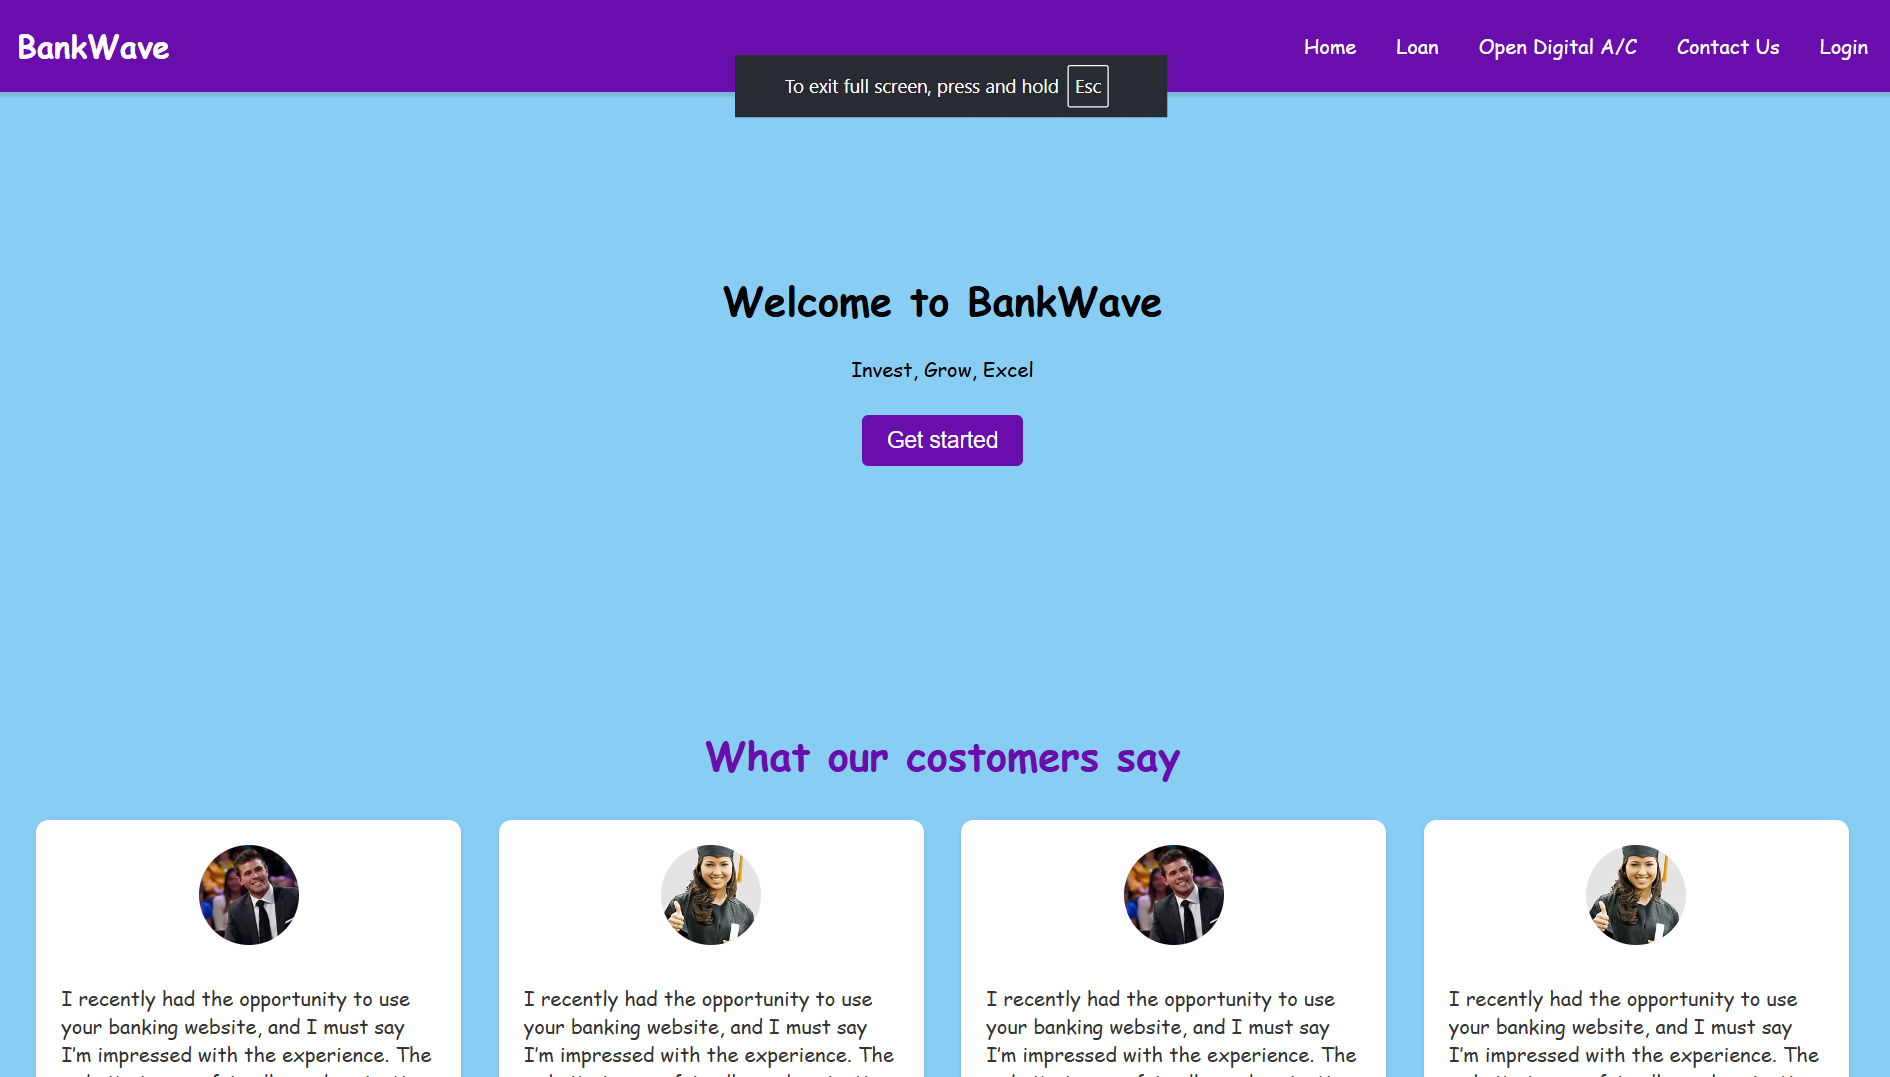 BankWave
Home Loan Open Digital A/C Contact Us Login
To exit full screen, press and hold Esc
Welcome to BankWave
Invest, Grow, Excel
Get started
What our costomers say
I recently had the opportunity to use
your banking website, and I must say
I'm impressed with the experience. The
I recently had the opportunity to use
your banking website, and I must say
I'm impressed with the experience. The
I recently had the opportunity to use
your banking website, and I must say
I'm impressed with the experience. The
I recently had the opportunity to use
your banking website, and I must say
I'm impressed with the experience. The